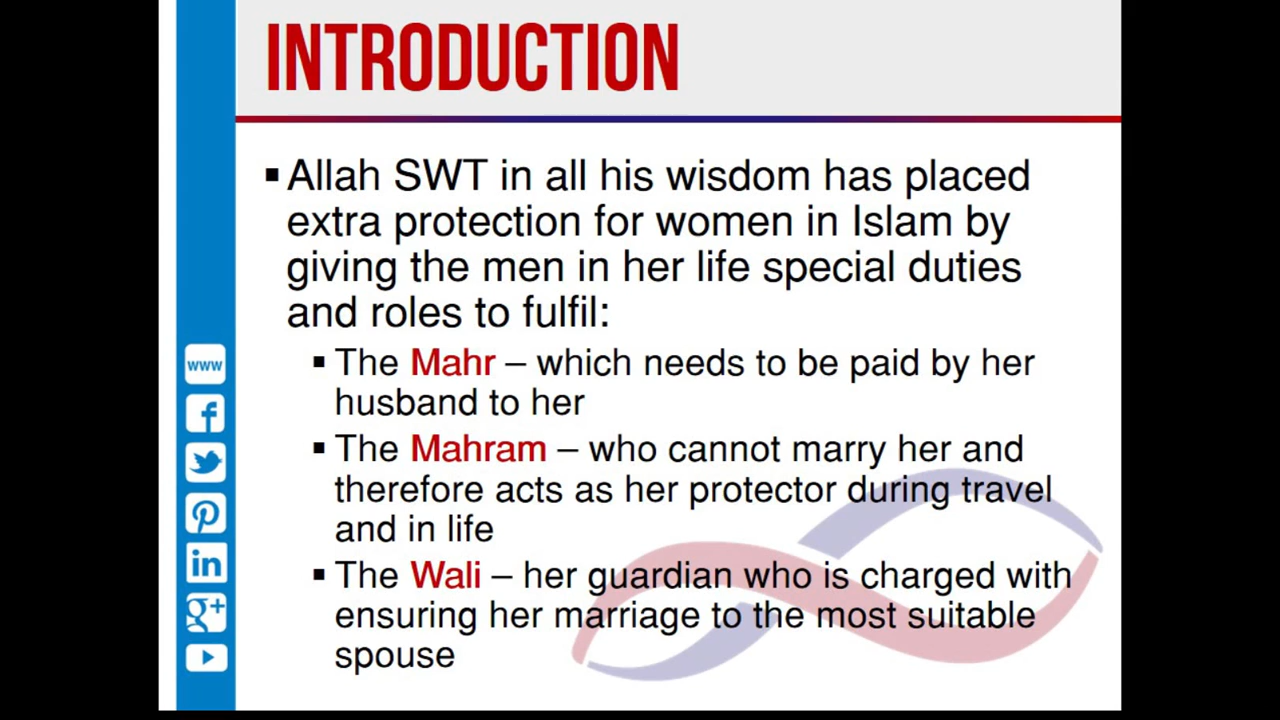 INTRODUCTION
▪ Allah SWT in all his wisdom has placed
extra protection for women in Islam by
giving the men in her life special duties
and roles to fulfil:
▪ The Mahr – which needs to be paid by her
husband to her
▪ The Mahram – who cannot marry her and
therefore acts as her protector during travel
and in life
▪ The Wali – her guardian who is charged with
ensuring her marriage to the most suitable
spouse
www
f
in
g+